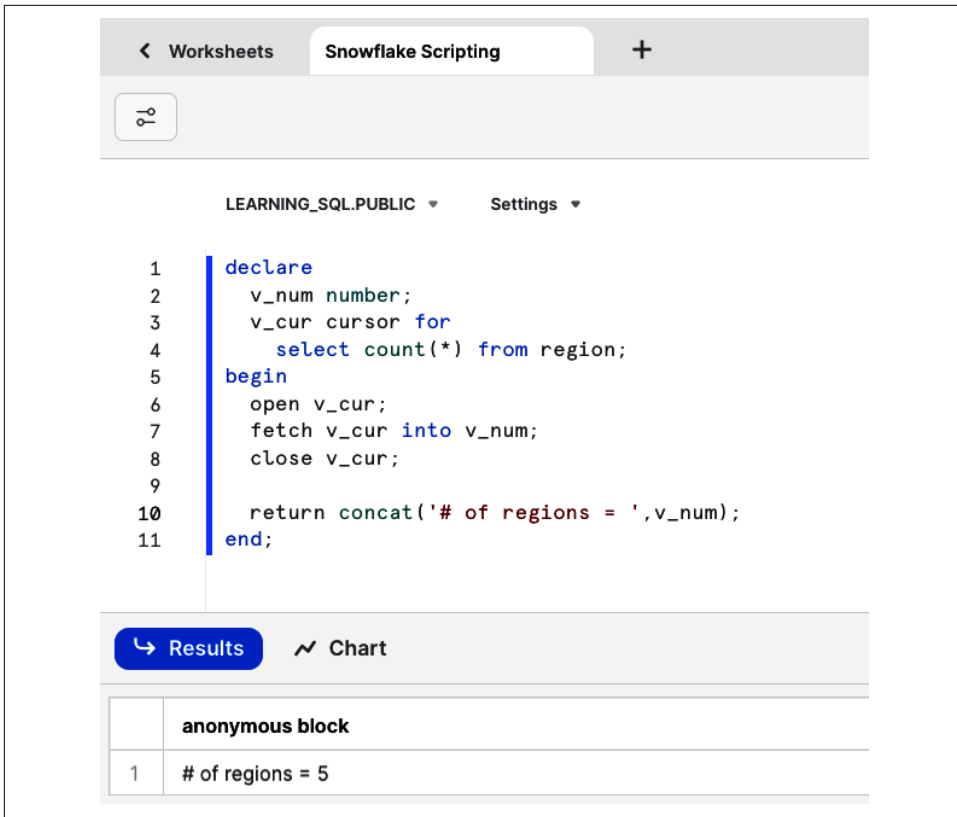 Worksheets Snowflake Scripting +
LEARNING_SQL.PUBLIC Settings
1 declare
2 v_num number;
3 v_cur cursor for
4 select count(*) from region;
5 begin
6 open v_cur;
7 fetch v_cur into v_num;
8 close v_cur;
9
10 return concat('# of regions = ',v_num);
11 end;
Results Chart
anonymous block
1 # of regions = 5